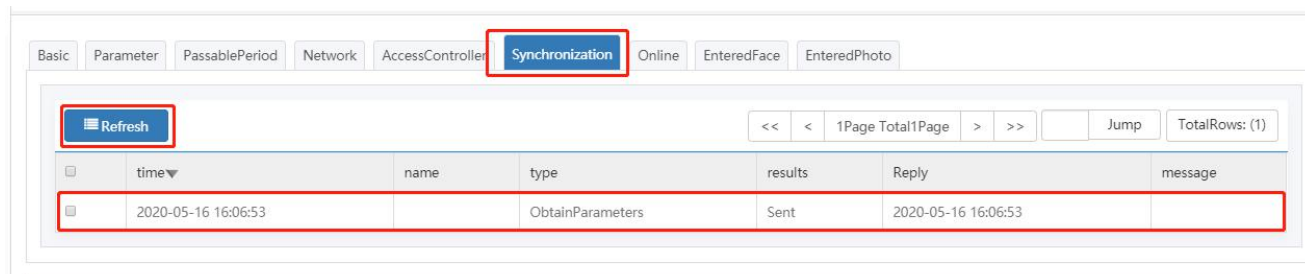 Basic Parameter PassablePeriod Network AccessController Synchronization Online EnteredFace EnteredPhoto
Refresh << < 1Page Total1Page > >> Jump TotalRows: (1)
time name type results Reply message
2020-05-16 16:06:53 ObtainParameters Sent 2020-05-16 16:06:53